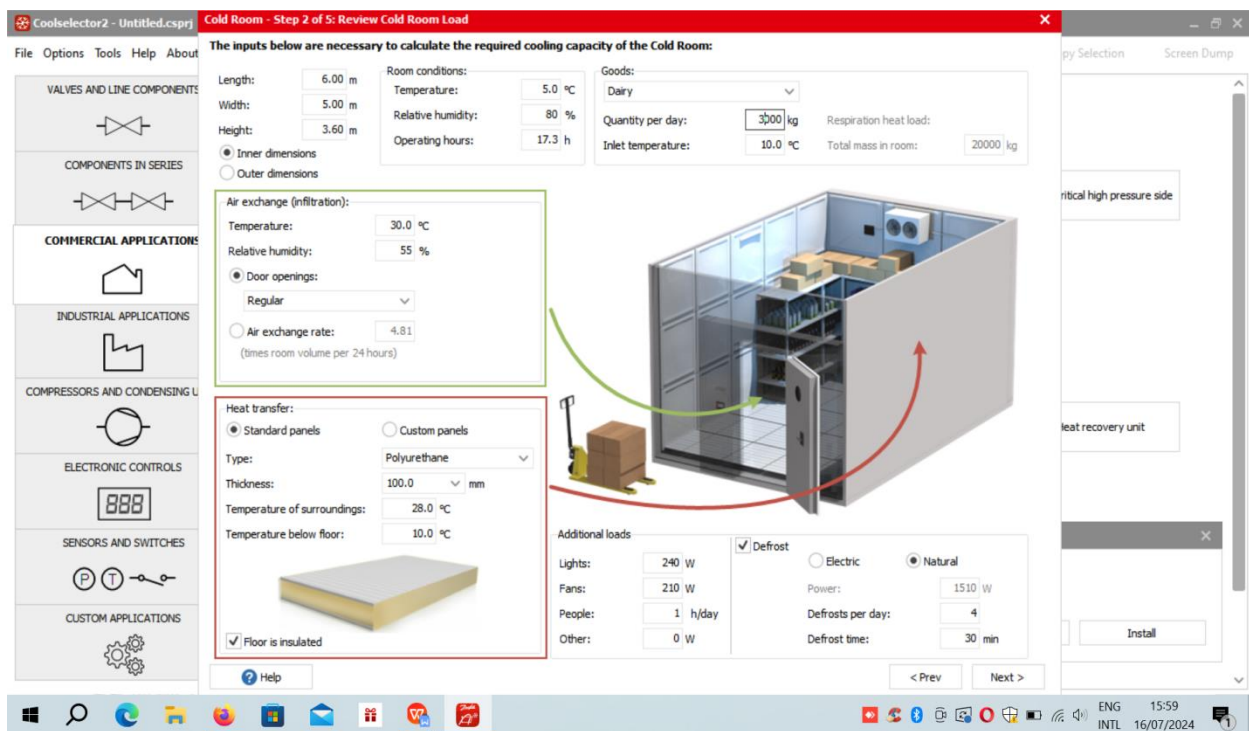 Coolselector2 - Untitled.csprj
Cold Room - Step 2 of 5: Review Cold Room Load
File Options Tools Help About
Screen Dump
VALVES AND LINE COMPONENTS
COMPONENTS IN SERIES
COMMERCIAL APPLICATIONS
INDUSTRIAL APPLICATIONS
COMPRESSORS AND CONDENSING U
ELECTRONIC CONTROLS
888
SENSORS AND SWITCHES
P T
CUSTOM APPLICATIONS
The inputs below are necessary to calculate the required cooling capacity of the Cold Room:
Length: 6.00 m
Width: 5.00 m
Height: 3.60 m
Inner dimensions
Outer dimensions
Room conditions:
Temperature: 5.0 °C
Relative humidity: 80 %
Operating hours: 17.3 h
Goods:
Dairy
Quantity per day: 3000 kg Respiration heat load:
Inlet temperature: 10.0 °C Total mass in room: 20000 kg
Air exchange (infiltration):
Temperature: 30.0 °C
Relative humidity: 55 %
Door openings:
Regular
Air exchange rate: 4.81
(times room volume per 24 hours)
Heat transfer:
Standard panels Custom panels
Type: Polyurethane
Thickness: 100.0 mm
Temperature of surroundings: 28.0 °C
Temperature below floor: 10.0 °C
Floor is insulated
Additional loads
Lights: 240 W
Fans: 210 W
People: 1 h/day
Other: 0 W
Defrost
Electric Natural
Power: 1510 W
Defrosts per day: 4
Defrost time: 30 min
Help
< Prev Next >
py Selection
ritical high pressure side
eat recovery unit
Install
ENG 15:59
INTL 16/07/2024
1